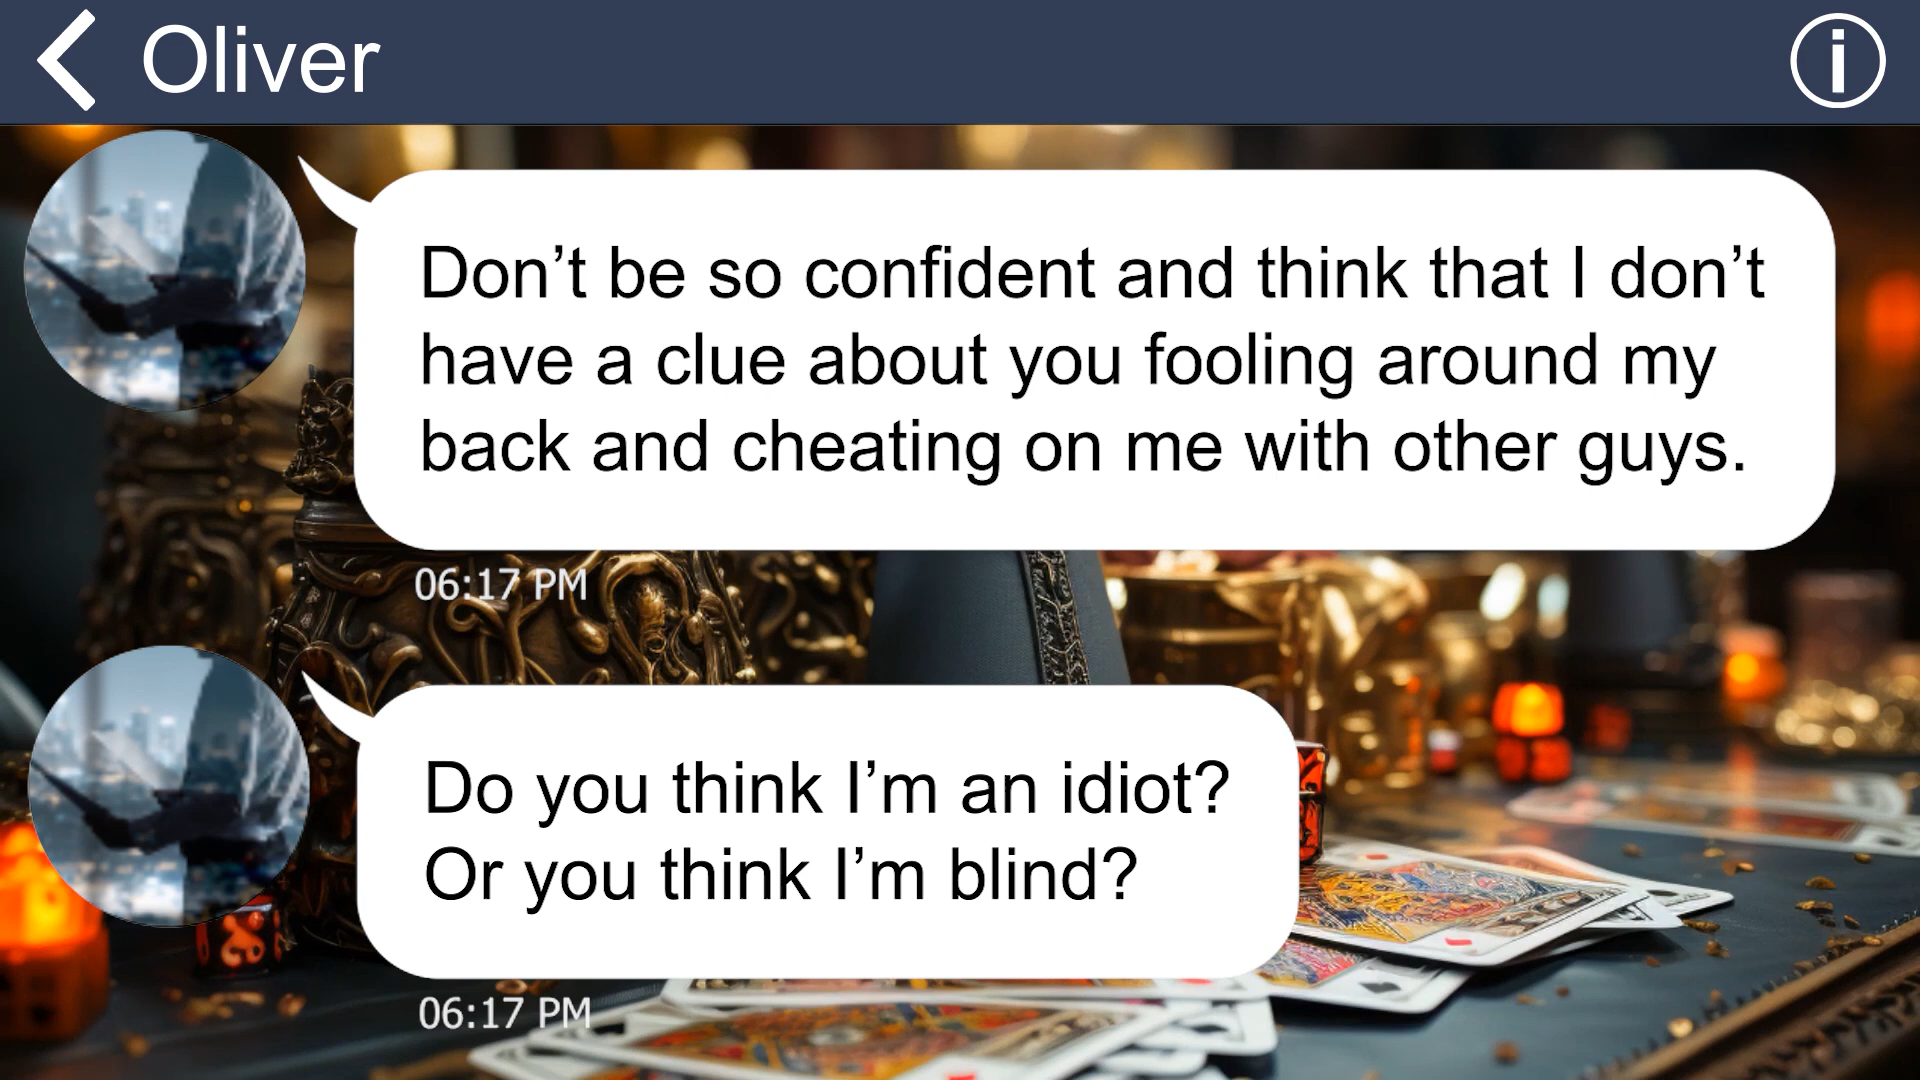 Oliver
Don’t be so confident and think that I don’t
have a clue about you fooling around my
back and cheating on me with other guys.
06:17 PM
Do you think I’m an idiot?
Or you think I’m blind?
06:17 PM